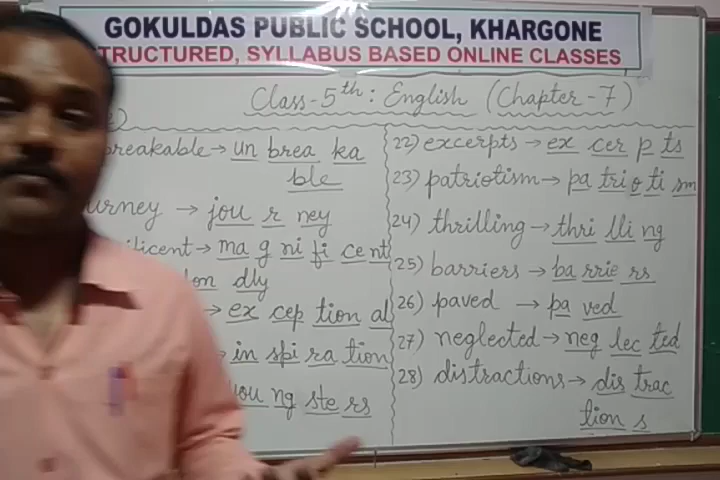 GOKULDAS PUBLIC SCHOOL, KHARGONE
STRUCTURED, SYLLABUS BASED ONLINE CLASSES
Class-5th: English (Chapter-7)
breakable → un brea ka
ble
urney → jou r ney
ficent → ma g ni fi cent
dly
→ ex cep tion al
in spi ra tion
you ng ste rs
22) excerpts → ex cer p ts
23) patriotism → pa tri o ti sm
24) thrilling → thri lli ng
25) barriers → ba rrie rs
26) paved → pa ved
27) neglected → neg lec ted
28) distractions → dis trac
tion s